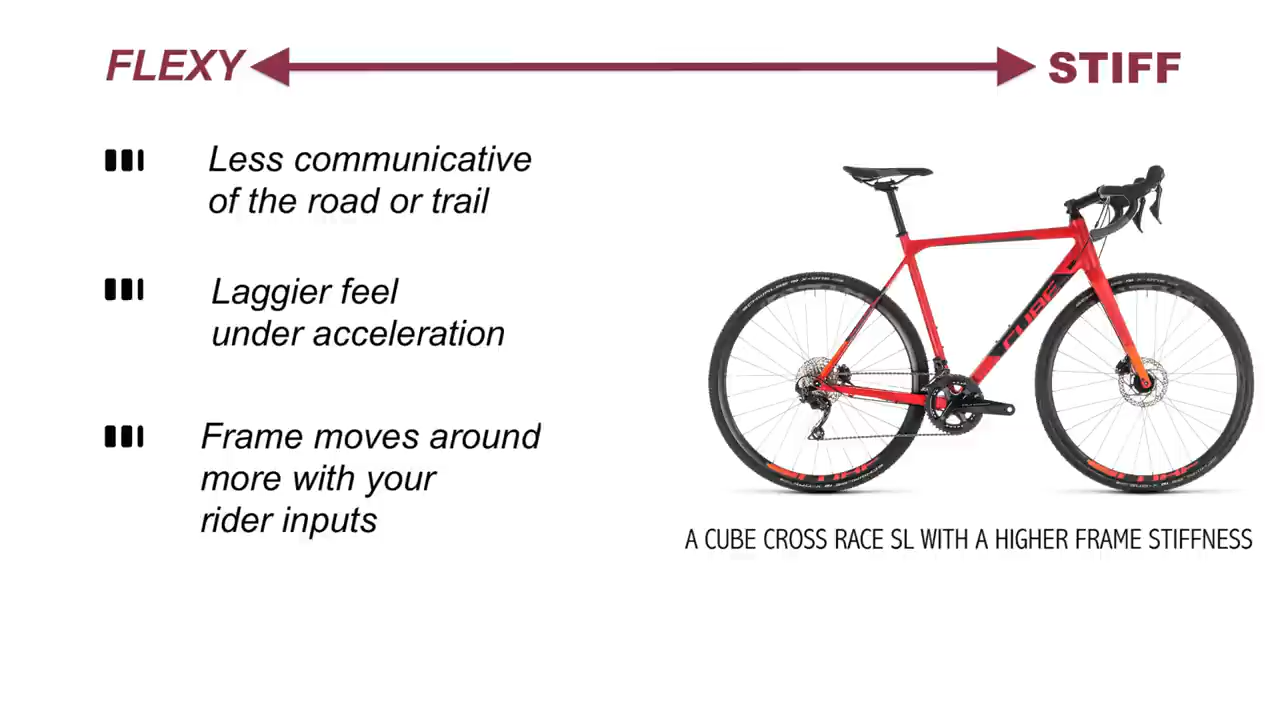 FLEXY
STIFF
Less communicative
of the road or trail
Laggier feel
under acceleration
Frame moves around
more with your
rider inputs
CUBE
A CUBE CROSS RACE SL WITH A HIGHER FRAME STIFFNESS